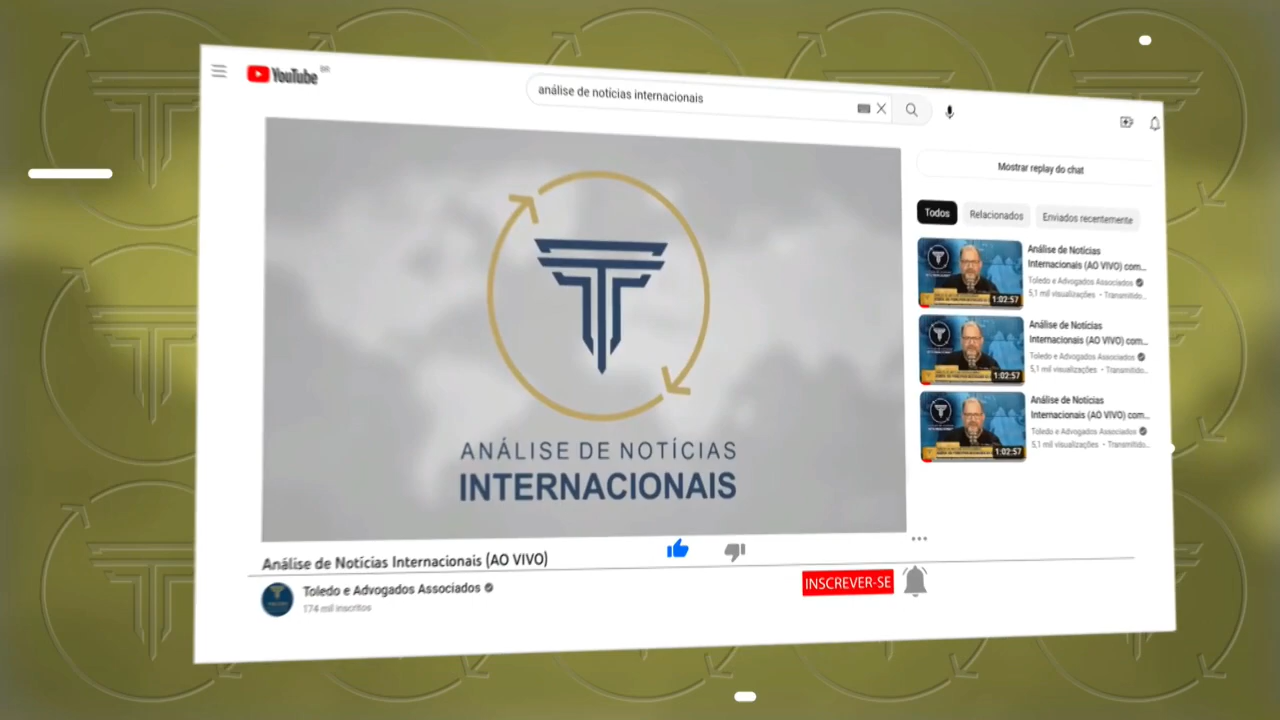 YouTube BR
análise de notícias internacionais
Mostrar replay do chat
Todos
Relacionados
Enviados recentemente
Análise de Notícias
Internacionais (AO VIVO) com...
Toledo e Advogados Associados
5,1 mil visualizações • Transmitido...
1:02:57
Análise de Notícias
Internacionais (AO VIVO) com...
Toledo e Advogados Associados
5,1 mil visualizações • Transmitido...
1:02:57
Análise de Notícias
Internacionais (AO VIVO) com...
Toledo e Advogados Associados
5,1 mil visualizações • Transmitido...
1:02:57
ANÁLISE DE NOTÍCIAS
INTERNACIONAIS
Análise de Notícias Internacionais (AO VIVO)
Toledo e Advogados Associados
174 mil inscritos
INSCREVER-SE